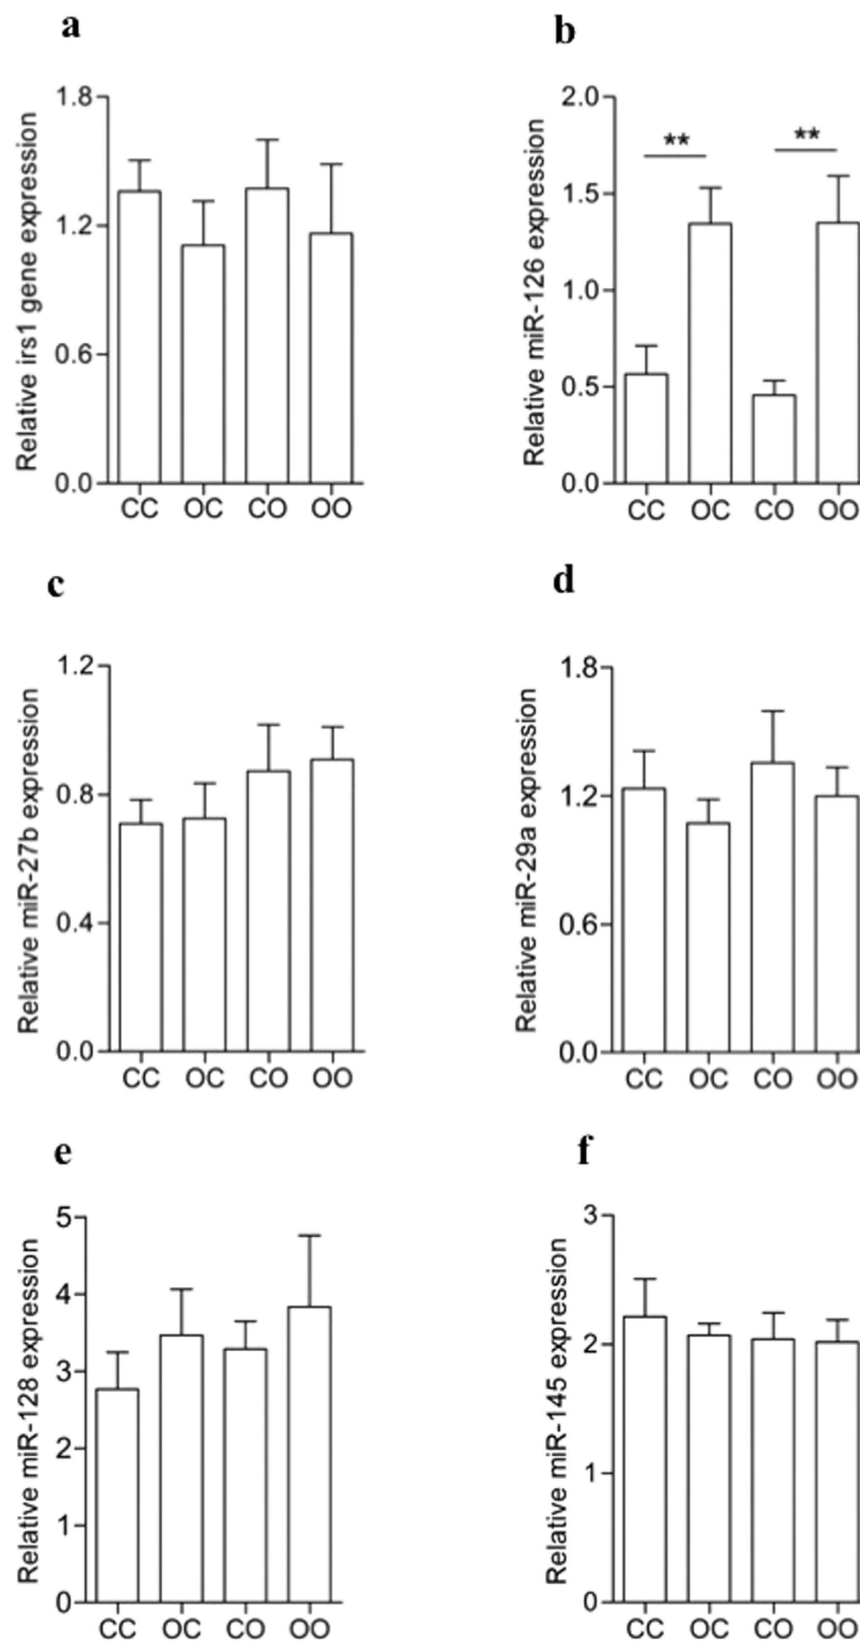 a
Relative irs1 gene expression
1.8
1.2
0.6
0.0
CC OC CO OO
b
Relative miR-126 expression
2.0
1.5
1.0
0.5
0.0
** **
CC OC CO OO
c
Relative miR-27b expression
1.2
0.8
0.4
0.0
CC OC CO OO
d
Relative miR-29a expression
1.8
1.2
0.6
0.0
CC OC CO OO
e
Relative miR-128 expression
5
4
3
2
1
0
CC OC CO OO
f
Relative miR-145 expression
3
2
1
0
CC OC CO OO